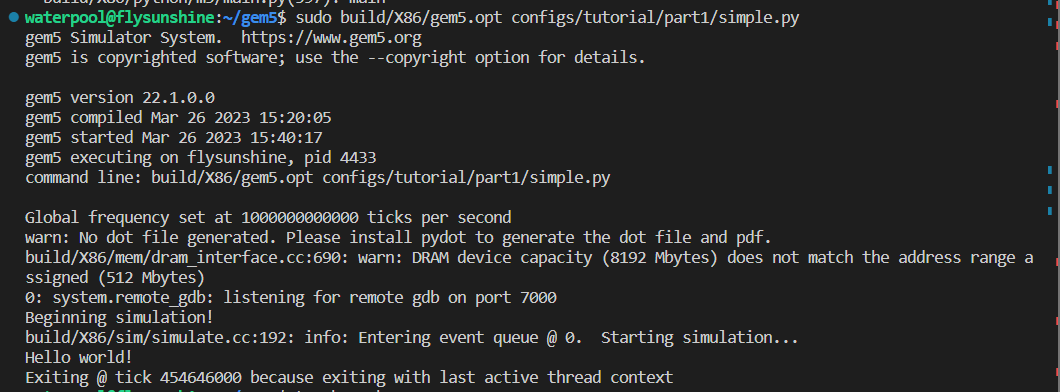 build/X86/python/m5/main.py(597): main
waterpool@flysunshine:~/gem5$ sudo build/X86/gem5.opt configs/tutorial/part1/simple.py
gem5 Simulator System.  https://www.gem5.org
gem5 is copyrighted software; use the --copyright option for details.
gem5 version 22.1.0.0
gem5 compiled Mar 26 2023 15:20:05
gem5 started Mar 26 2023 15:40:17
gem5 executing on flysunshine, pid 4433
command line: build/X86/gem5.opt configs/tutorial/part1/simple.py
Global frequency set at 1000000000000 ticks per second
warn: No dot file generated. Please install pydot to generate the dot file and pdf.
build/X86/mem/dram_interface.cc:690: warn: DRAM device capacity (8192 Mbytes) does not match the address range a
ssigned (512 Mbytes)
0: system.remote_gdb: listening for remote gdb on port 7000
Beginning simulation!
build/X86/sim/simulate.cc:192: info: Entering event queue @ 0.  Starting simulation...
Hello world!
Exiting @ tick 454646000 because exiting with last active thread context